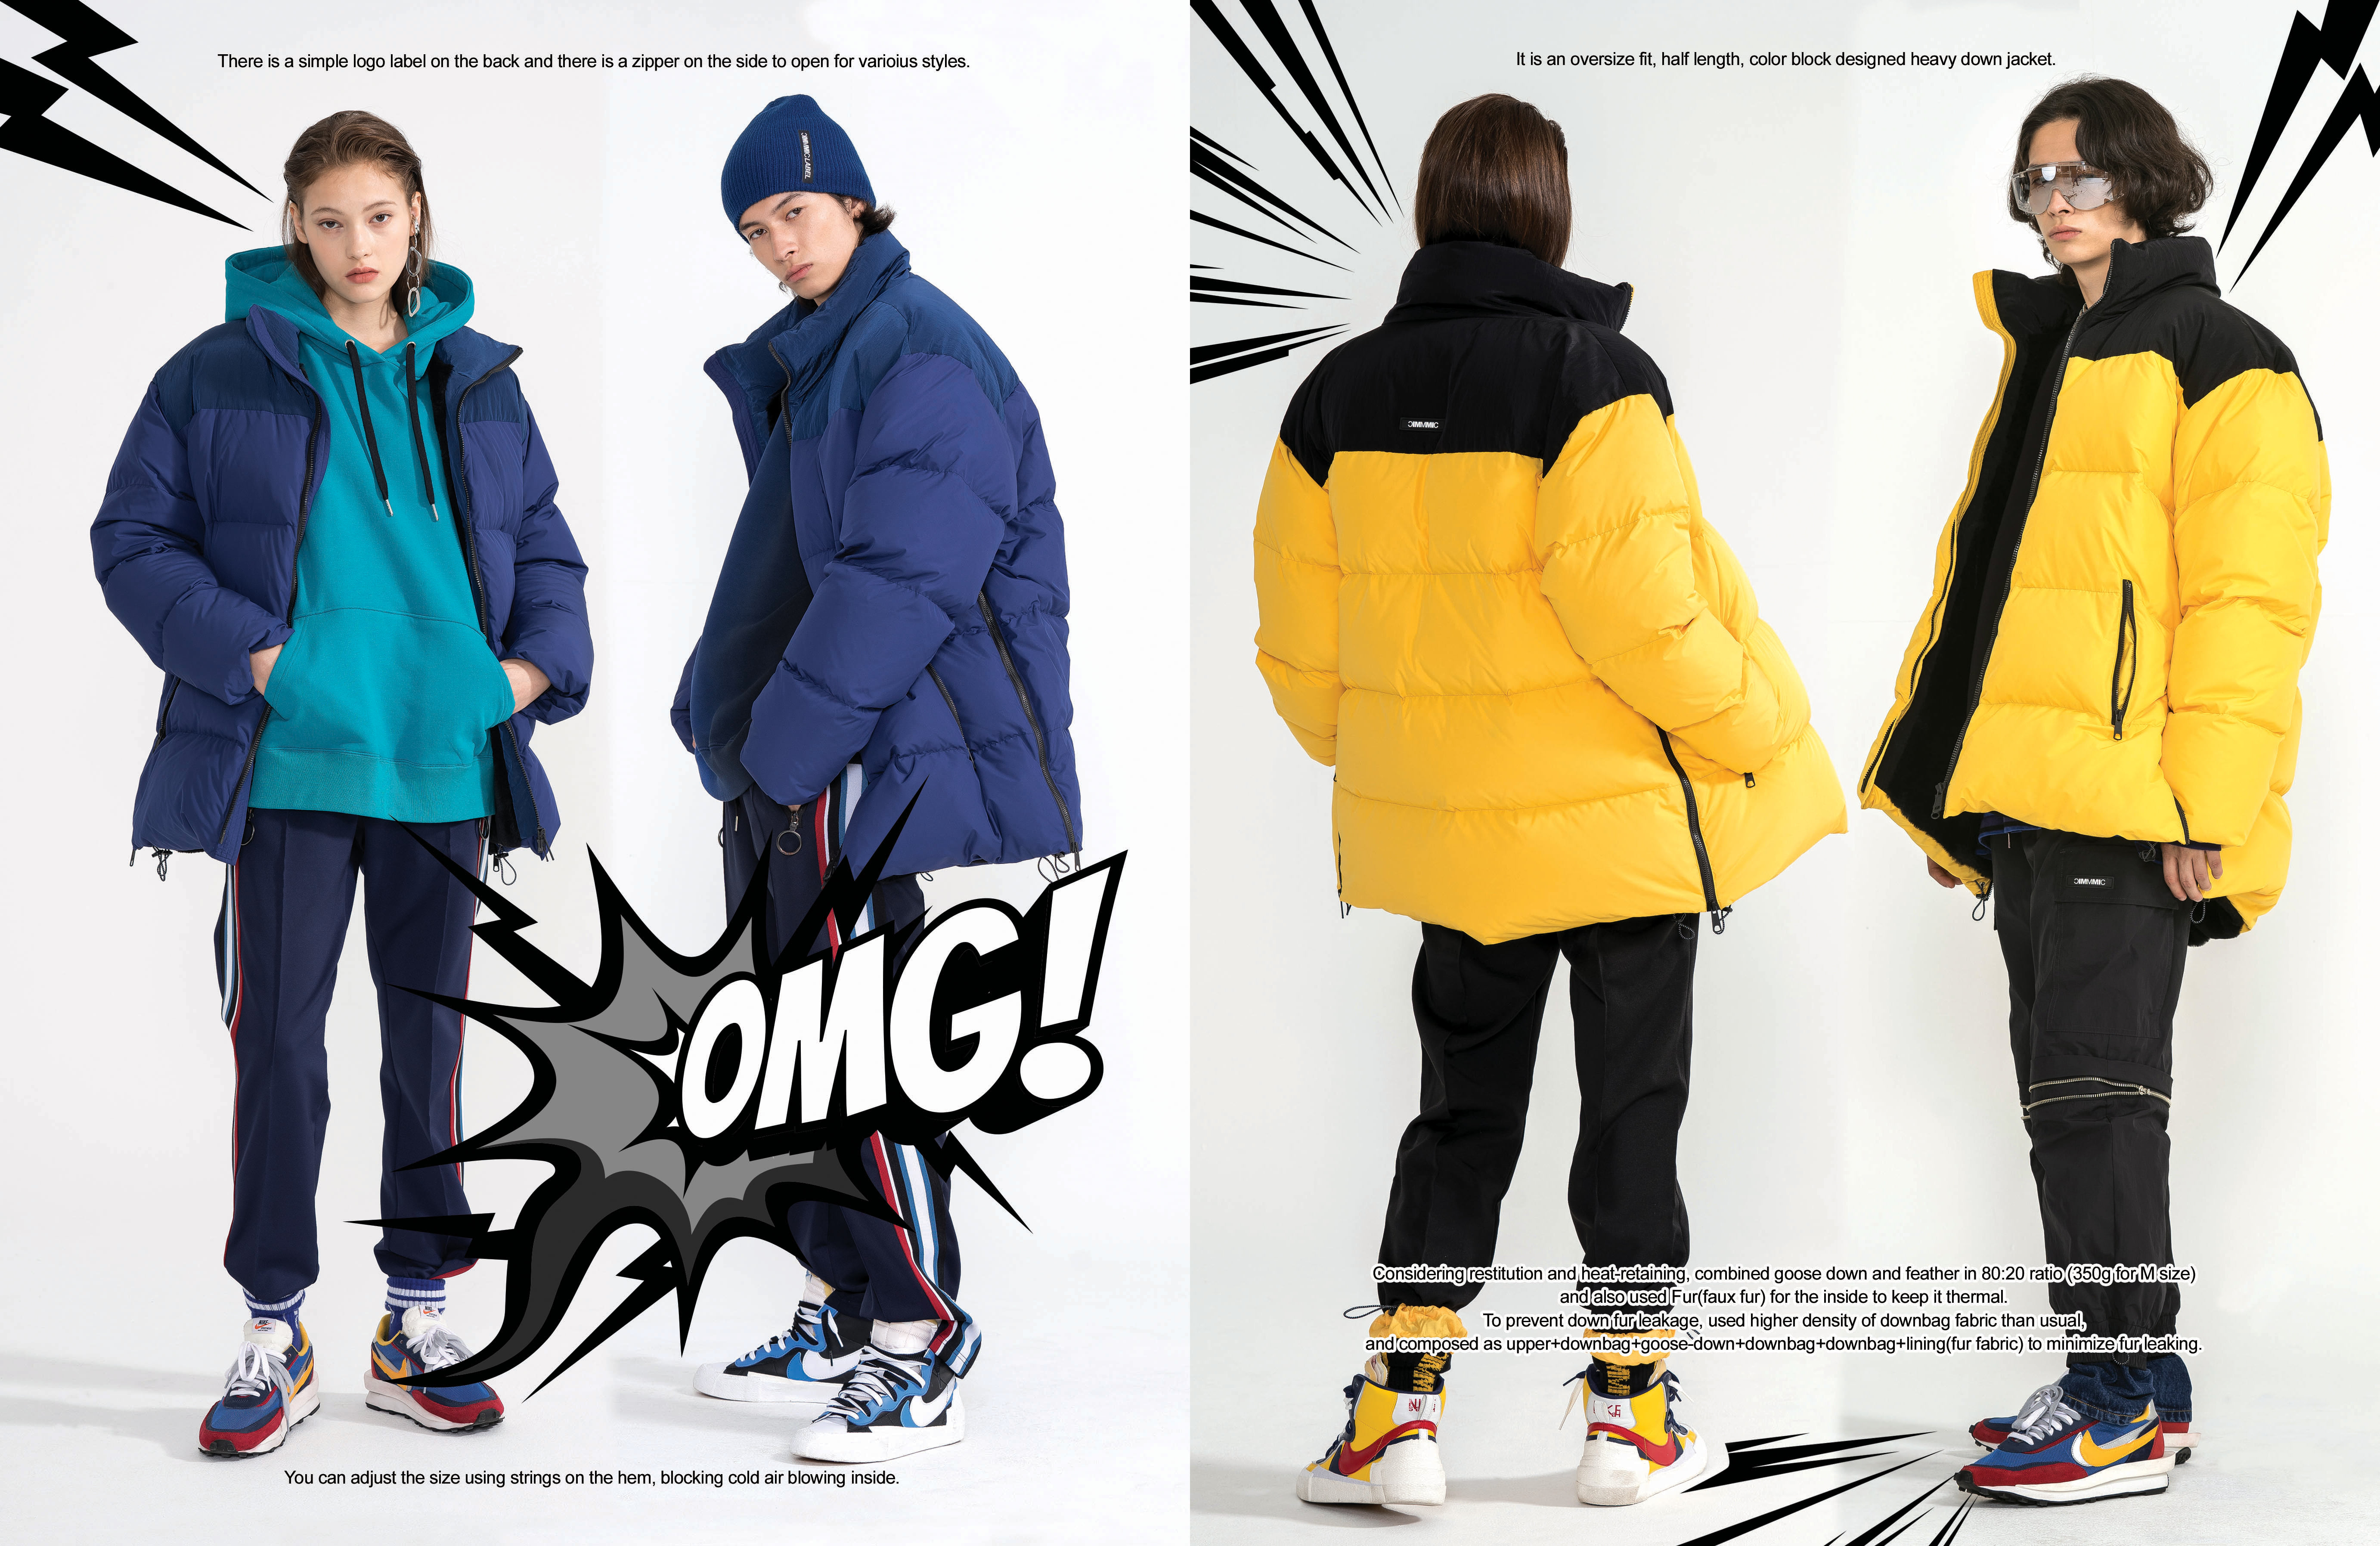 There is a simple logo label on the back and there is a zipper on the side to open for varioius styles.
OMG!
You can adjust the size using strings on the hem, blocking cold air blowing inside.
It is an oversize fit, half length, color block designed heavy down jacket.
Considering restitution and heat-retaining, combined goose down and feather in 80:20 ratio (350g for M size)
and also used Fur(faux fur) for the inside to keep it thermal.
To prevent down fur leakage, used higher density of downbag fabric than usual,
and composed as upper+downbag+goose-down+downbag+downbag+lining(fur fabric) to minimize fur leaking.